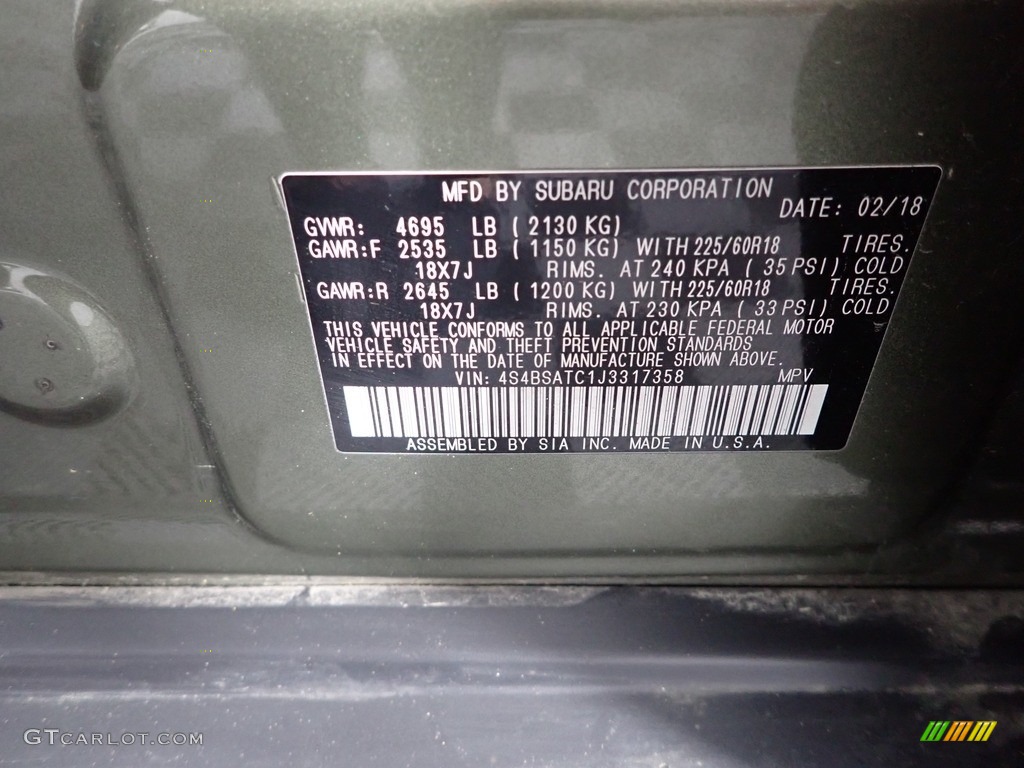 MFD BY SUBARU CORPORATION
DATE: 02/18
GVWR: 4695 LB (2130 KG)
GAWR:F 2535 LB (1150 KG) WITH 225/60R18 TIRES.
18X7J RIMS. AT 240 KPA (35 PSI) COLD
GAWR:R 2645 LB (1200 KG) WITH 225/60R18 TIRES.
18X7J RIMS. AT 230 KPA (33 PSI) COLD
THIS VEHICLE CONFORMS TO ALL APPLICABLE FEDERAL MOTOR
VEHICLE SAFETY AND THEFT PREVENTION STANDARDS
IN EFFECT ON THE DATE OF MANUFACTURE SHOWN ABOVE.
VIN: 4S4BSATC1J3317358 MPV
ASSEMBLED BY SIA INC. MADE IN U.S.A.
GTCARLOT.COM